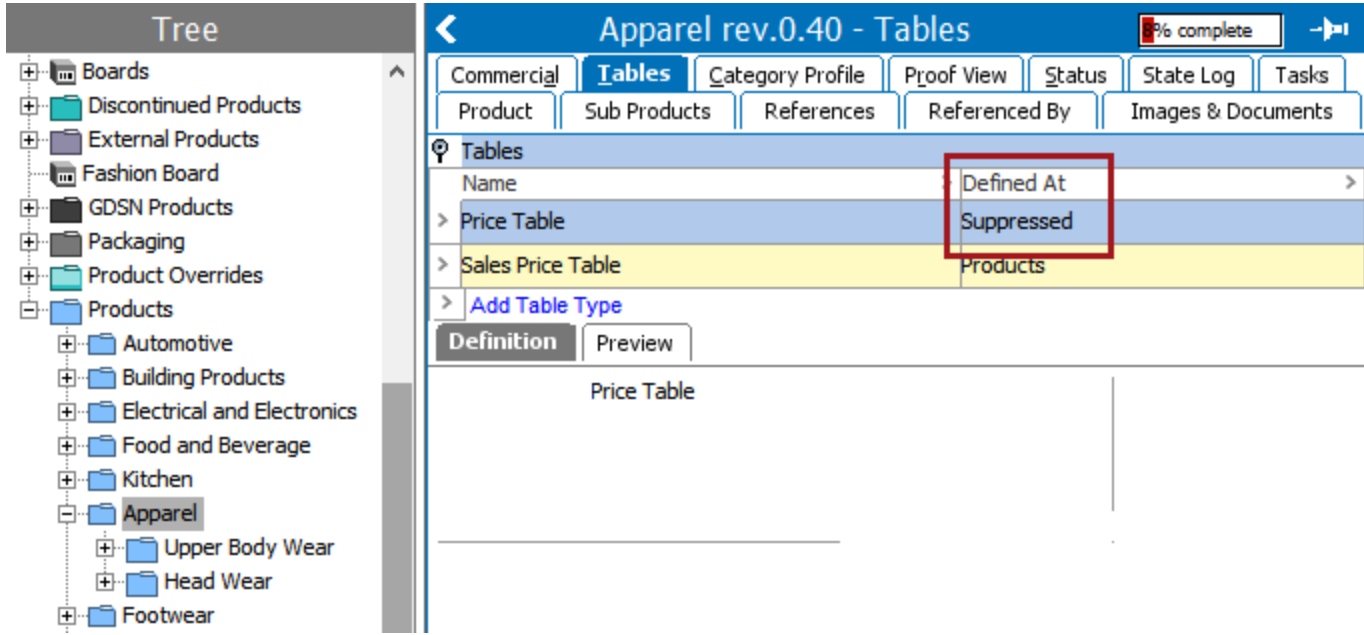 Tree
Boards
Discontinued Products
External Products
Fashion Board
GDSN Products
Packaging
Product Overrides
Products
Automotive
Building Products
Electrical and Electronics
Food and Beverage
Kitchen
Apparel
Upper Body Wear
Head Wear
Footwear
Apparel rev.0.40 - Tables
8% complete
Commercial Tables Category Profile Proof View Status State Log Tasks
Product Sub Products References Referenced By Images & Documents
Tables
Name Defined At
Price Table Suppressed
Sales Price Table Products
Add Table Type
Definition Preview
Price Table